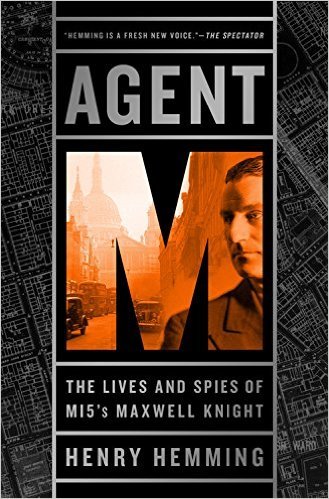 "HEMMING IS A FRESH NEW VOICE."—THE SPECTATOR
AGENT
M
THE LIVES AND SPIES OF
MI5's MAXWELL KNIGHT
HENRY HEMMING